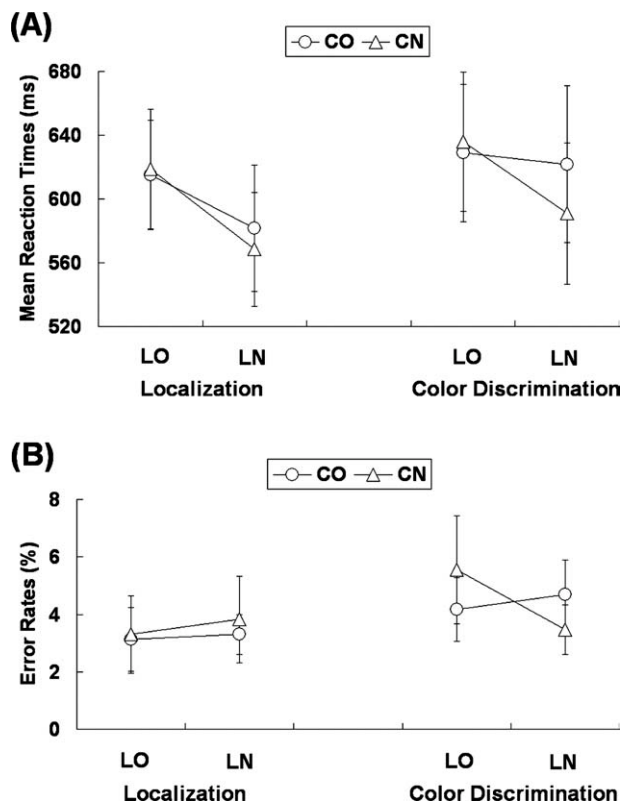 (A)
CO CN
Mean Reaction Times (ms)
680
640
600
560
520
LO LN LO LN
Localization Color Discrimination
(B)
CO CN
Error Rates (%)
8
6
4
2
0
LO LN LO LN
Localization Color Discrimination